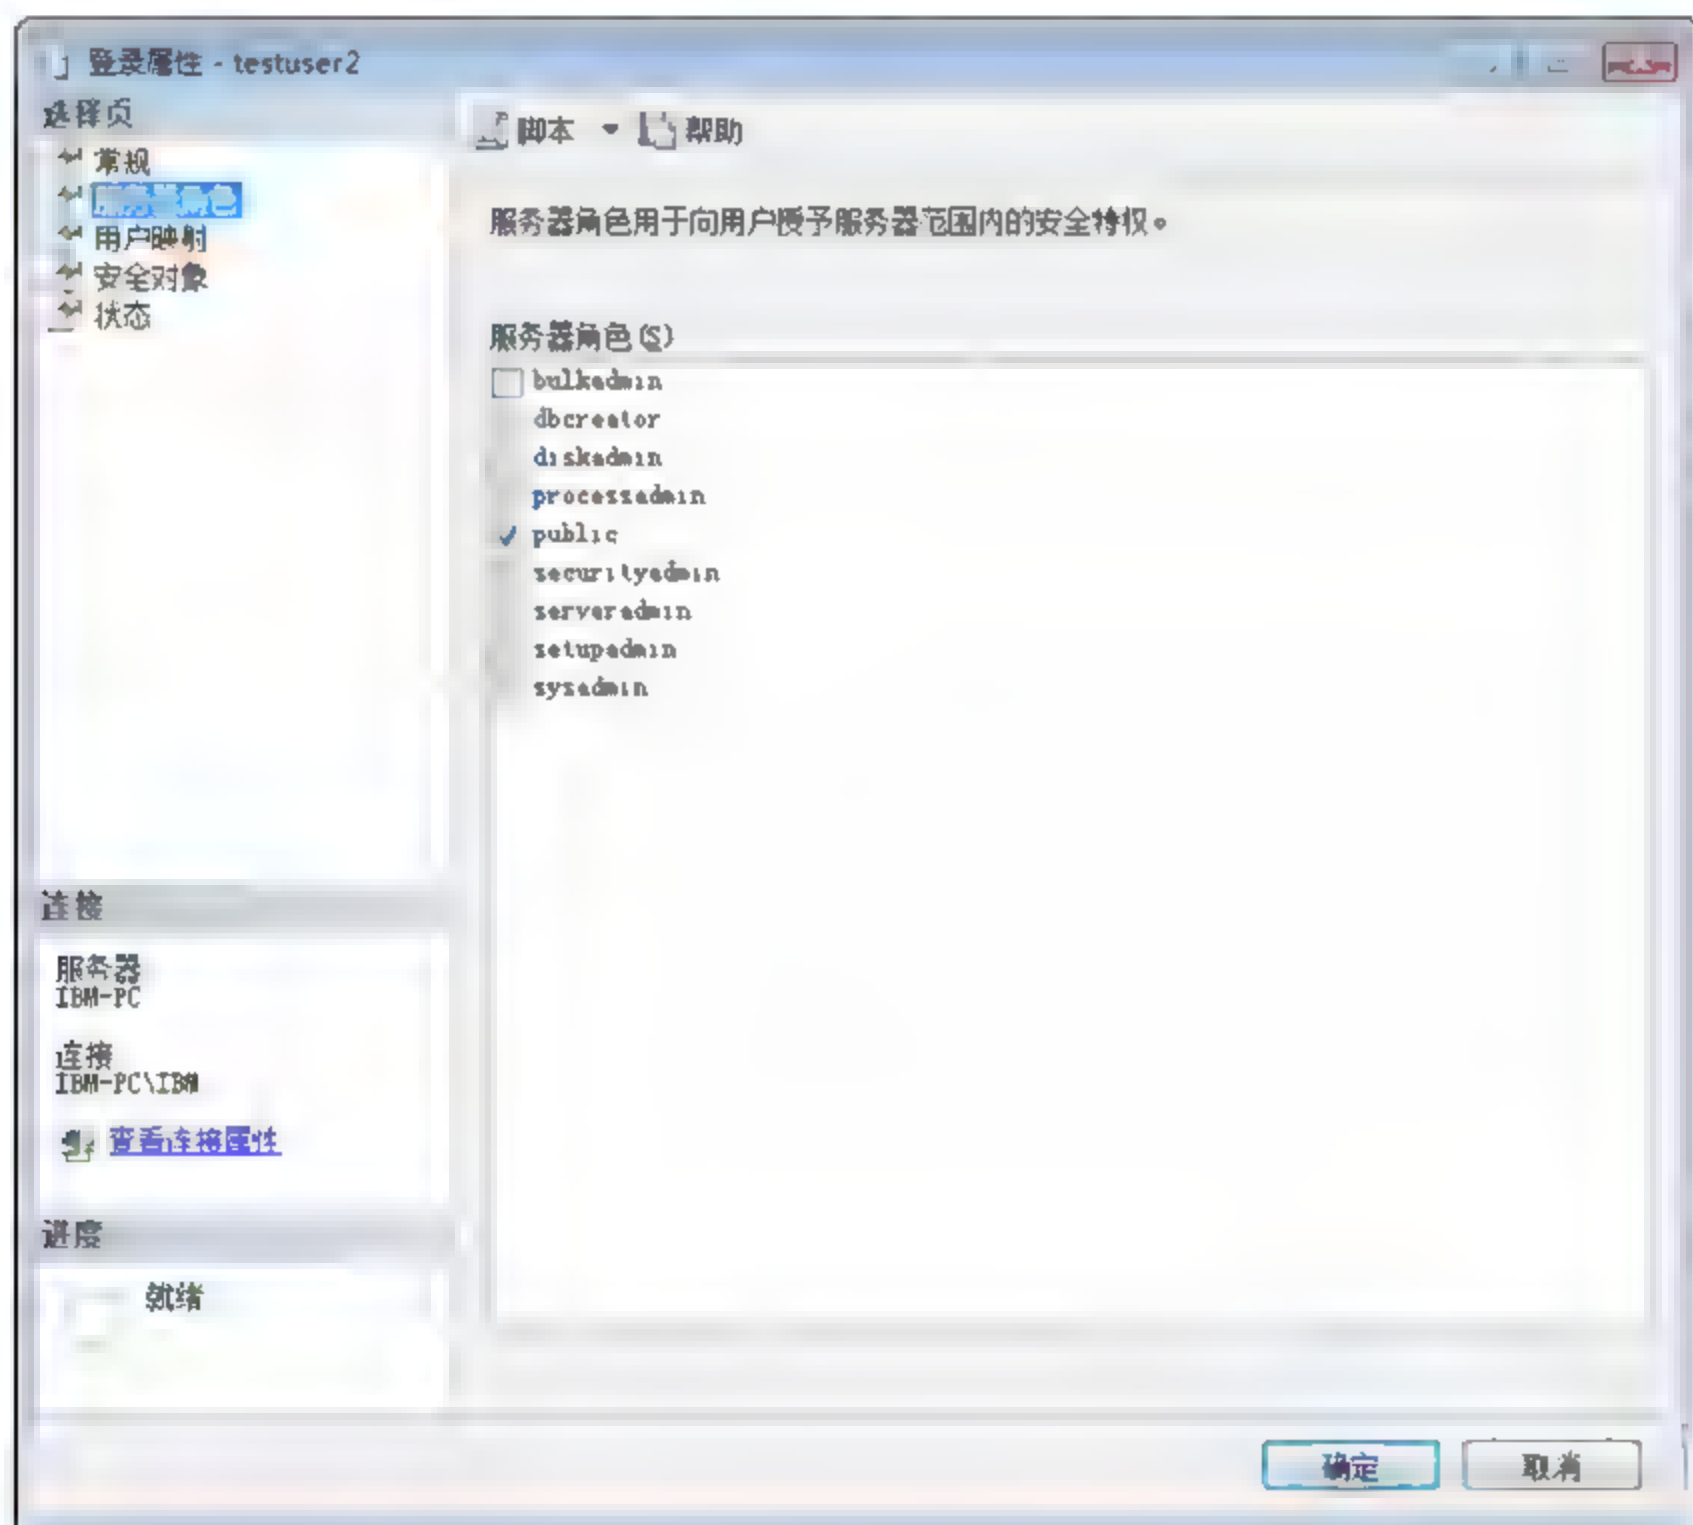 登录属性 - testuser2
选择页
常规
服务器角色
用户映射
安全对象
状态
脚本 帮助
服务器角色用于向用户授予服务器范围内的安全特权。
服务器角色(S)
bulkadmin
dbcreator
diskadmin
processadmin
public
securityadmin
serveradmin
setupadmin
sysadmin
连接
服务器
IBM-PC
连接
IBM-PC\IBM
查看连接属性
进度
就绪
确定 取消